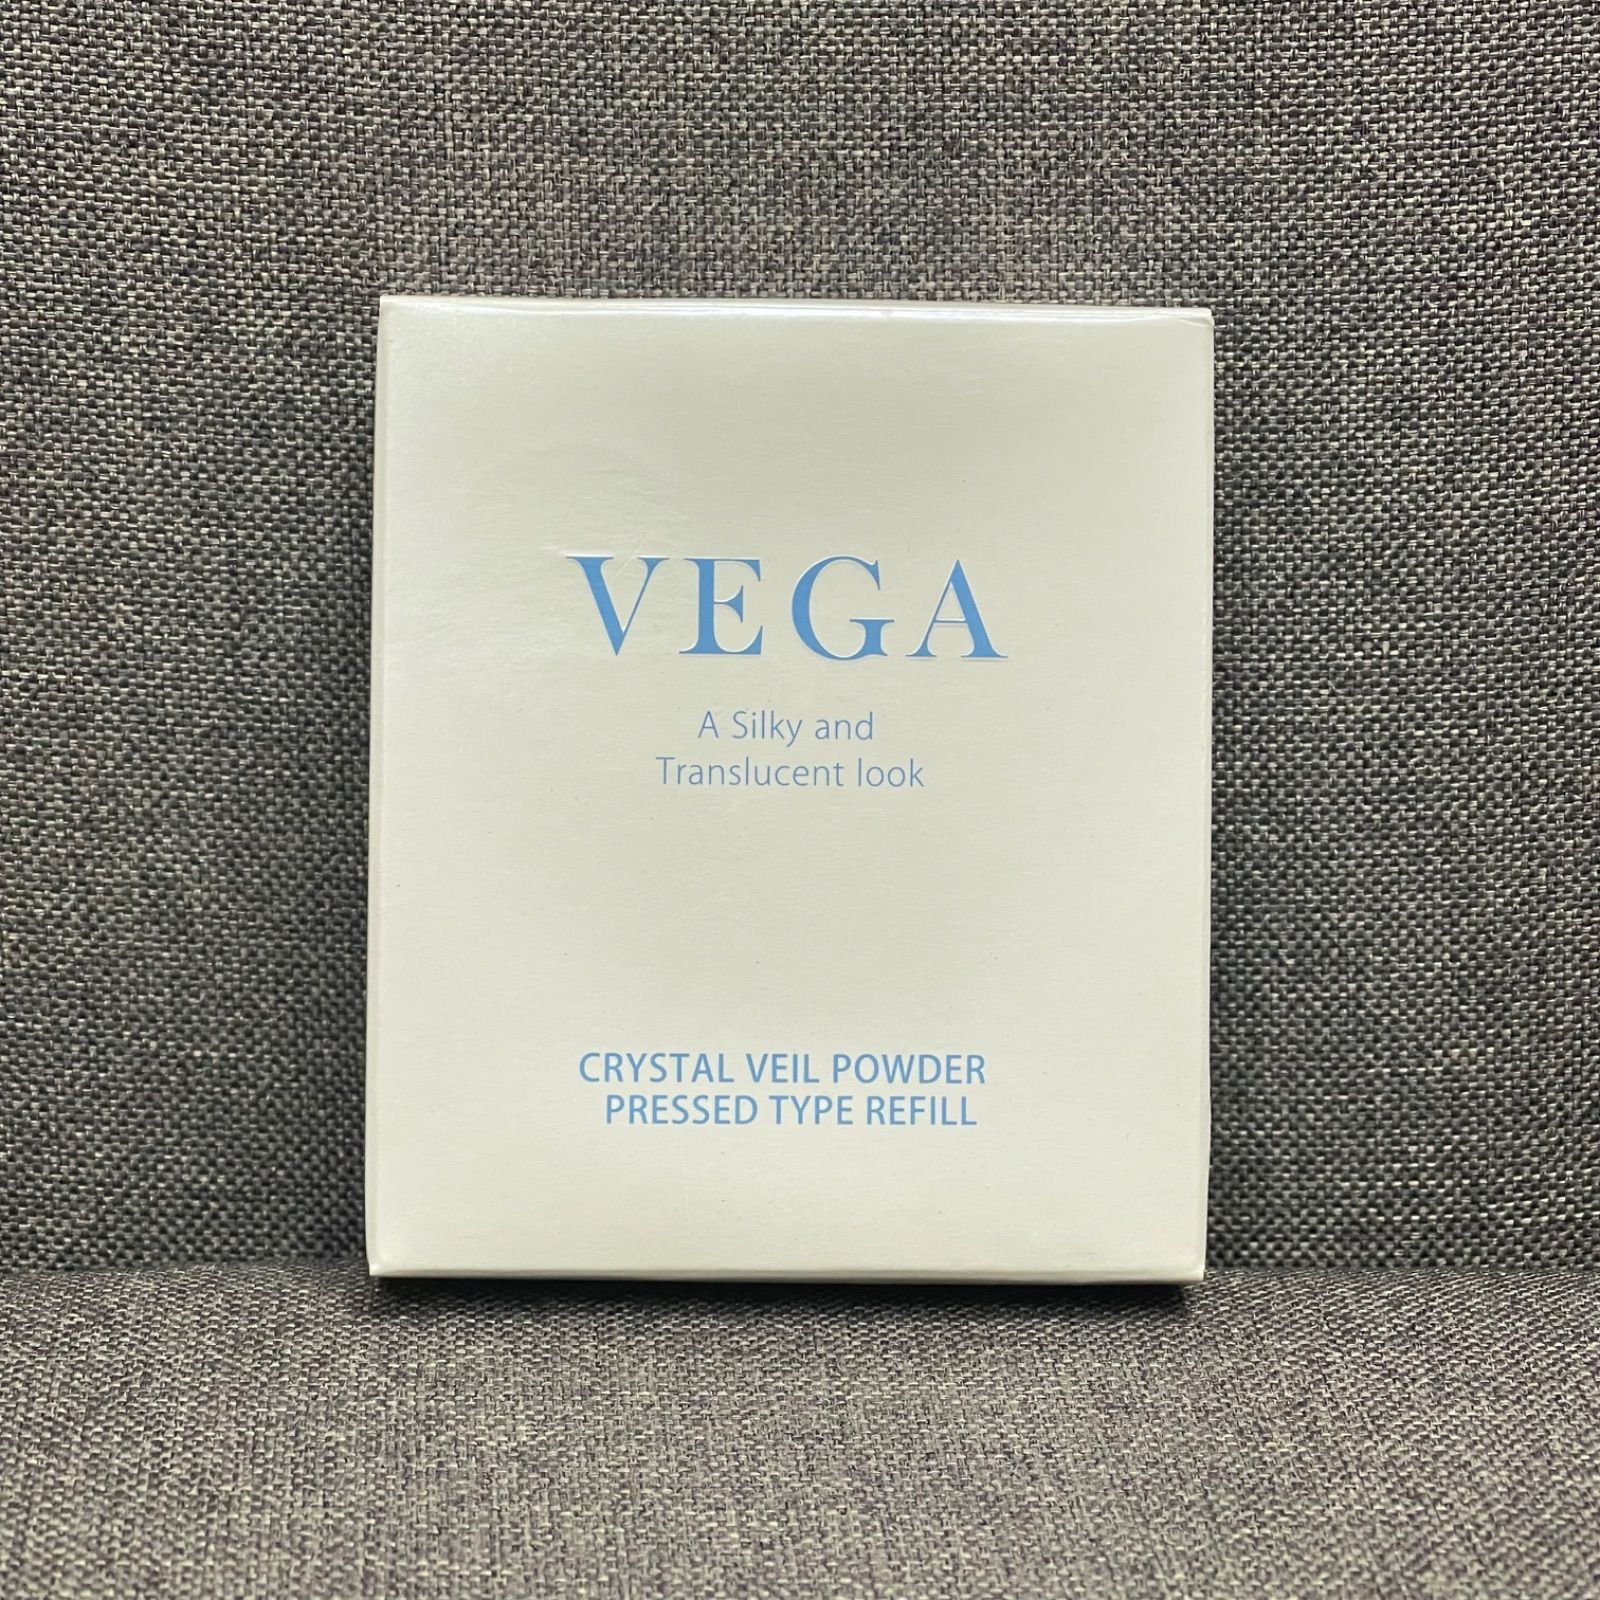 VEGA
A Silky and
Translucent look
CRYSTAL VEIL POWDER
PRESSED TYPE REFILL